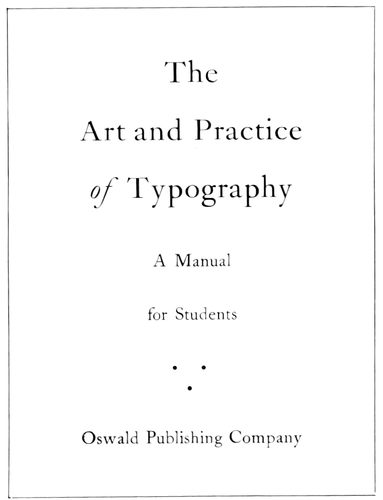 The
Art and Practice
of Typography
A Manual
for Students
Oswald Publishing Company